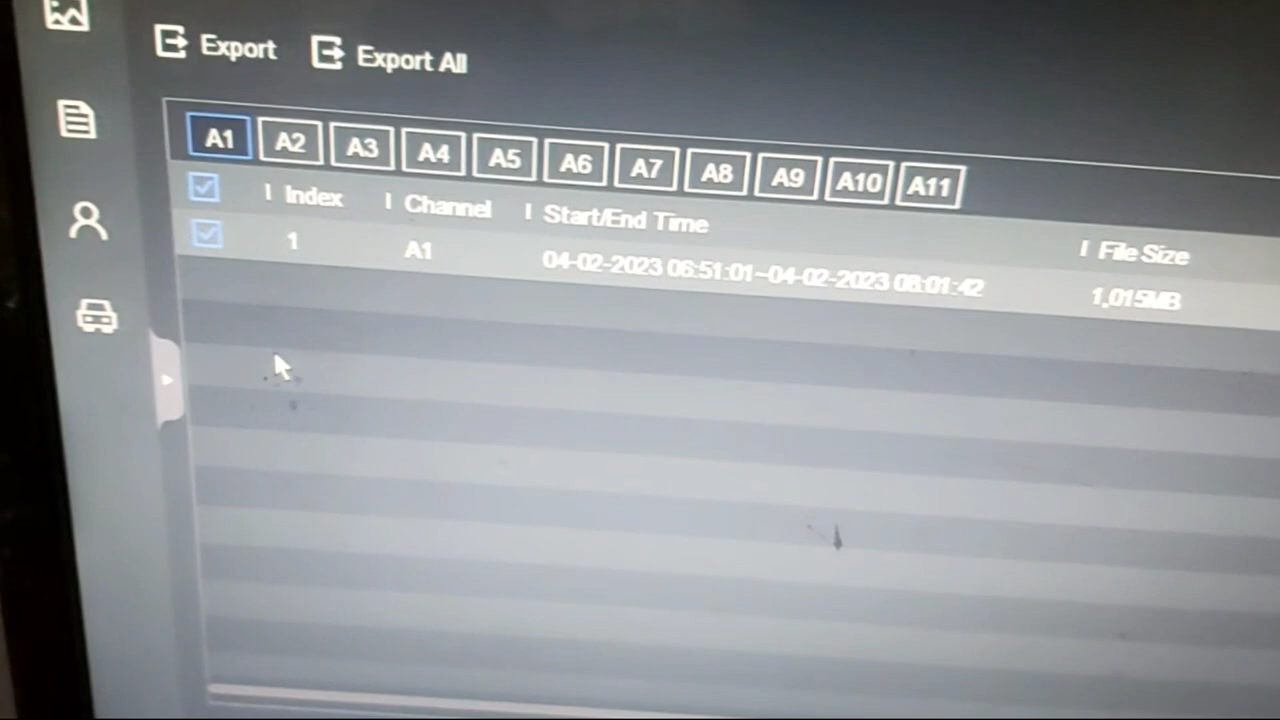 Export Export All
A1 A2 A3 A4 A5 A6 A7 A8 A9 A10 A11
Index Channel Start/End Time File Size
1 A1 04-02-2023 06:51:01~04-02-2023 08:01:42 1,015MB